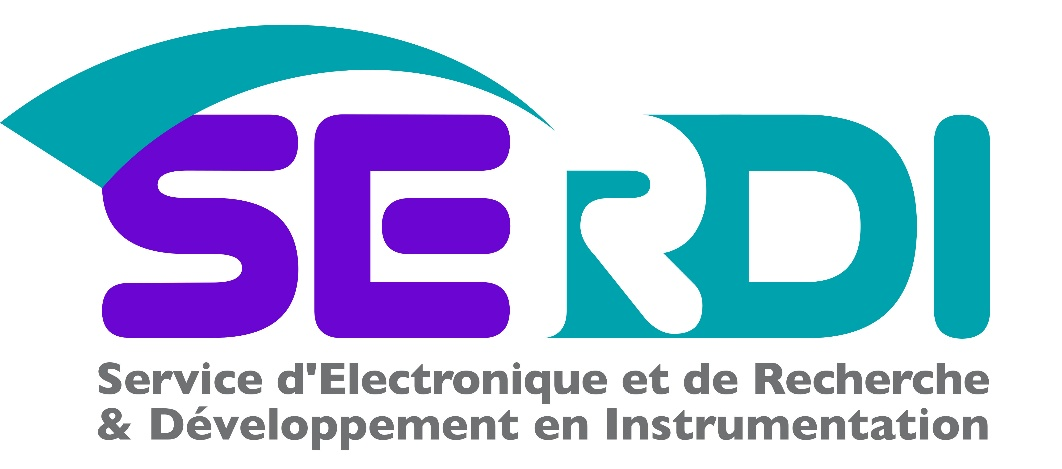 SERDI
Service d'Electronique et de Recherche
& Développement en Instrumentation